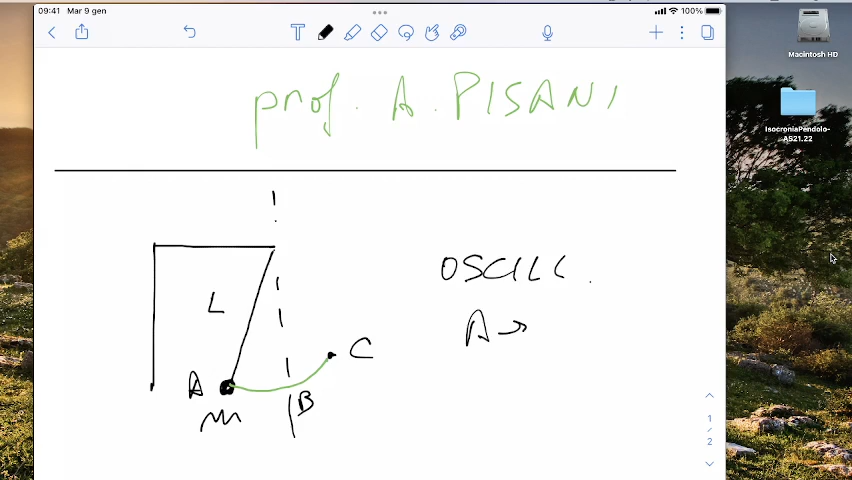 09:41 Mar 9 gen
100%
Macintosh HD
IsocroniaPendolo-
AS21.22
prof. A. PISANI
L
OSCILL.
A →
C
A
B
m
1
/
2